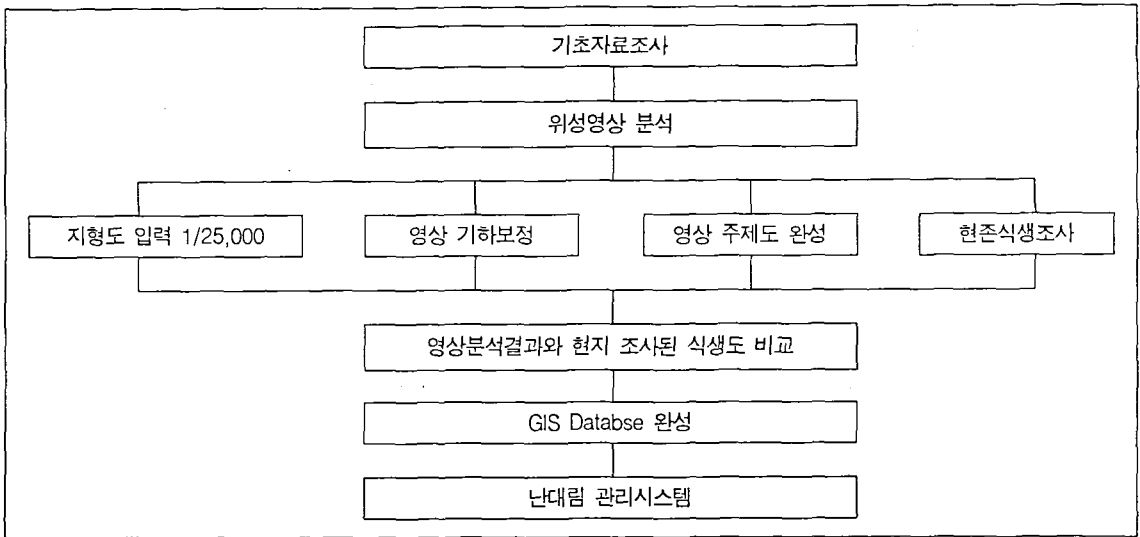 기초자료조사
위성영상 분석
지형도 입력 1/25,000
영상 기하보정
영상 주제도 완성
현존식생조사
영상분석결과와 현지 조사된 식생도 비교
GIS Databse 완성
난대림 관리시스템